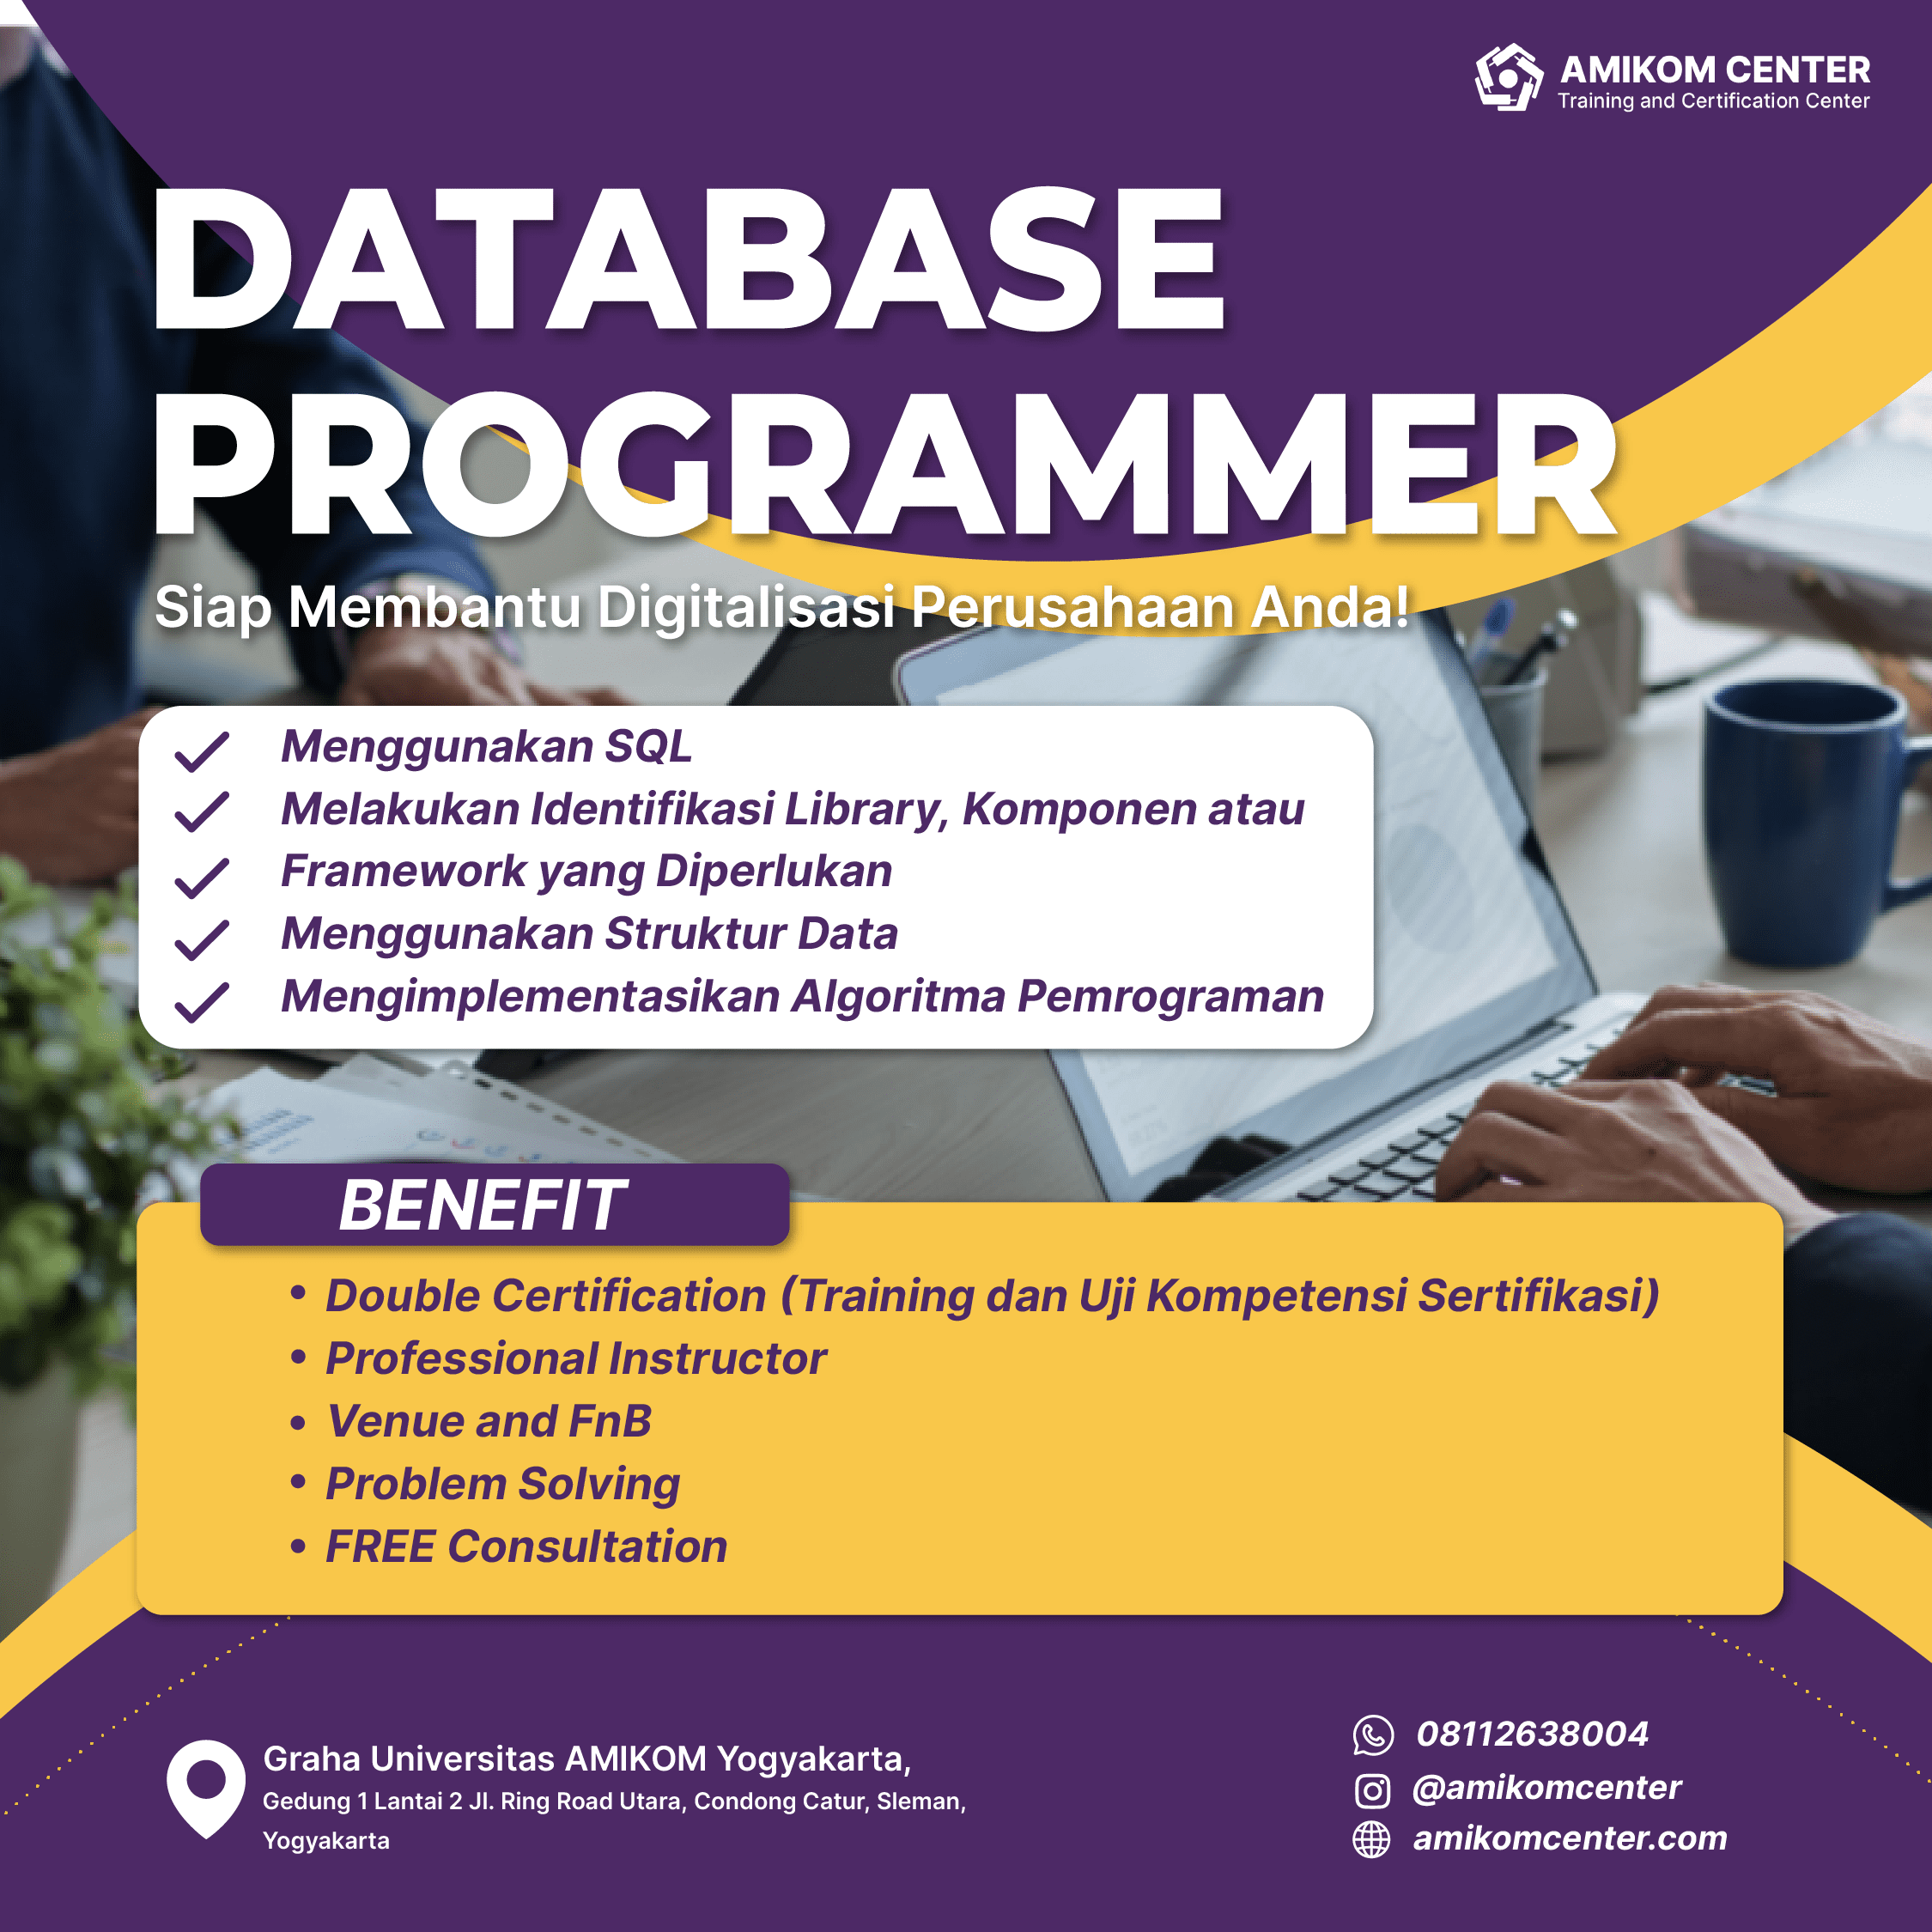 AMIKOM CENTER
Training and Certification Center
DATABASE
PROGRAMMER
Siap Membantu Digitalisasi Perusahaan Anda!
Menggunakan SQL
Melakukan Identifikasi Library, Komponen atau
Framework yang Diperlukan
Menggunakan Struktur Data
Mengimplementasikan Algoritma Pemrograman
BENEFIT
• Double Certification (Training dan Uji Kompetensi Sertifikasi)
• Professional Instructor
• Venue and FnB
• Problem Solving
• FREE Consultation
Graha Universitas AMIKOM Yogyakarta,
Gedung 1 Lantai 2 Jl. Ring Road Utara, Condong Catur, Sleman,
Yogyakarta
08112638004
@amikomcenter
amikomcenter.com